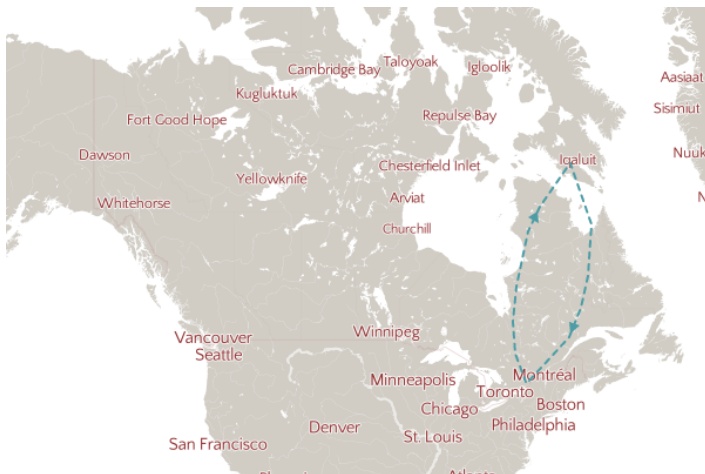 Cambridge Bay
Taloyoak
Igloolik
Aasiaat
Kugluktuk
Sisimiut
Fort Good Hope
Repulse Bay
Dawson
Nuuk
Iqaluit
Chesterfield Inlet
Yellowknife
Whitehorse
Arviat
N
Churchill
Winnipeg
Vancouver
Seattle
Montréal
Minneapolis
Toronto
Chicago
Boston
Denver
Philadelphia
St. Louis
San Francisco